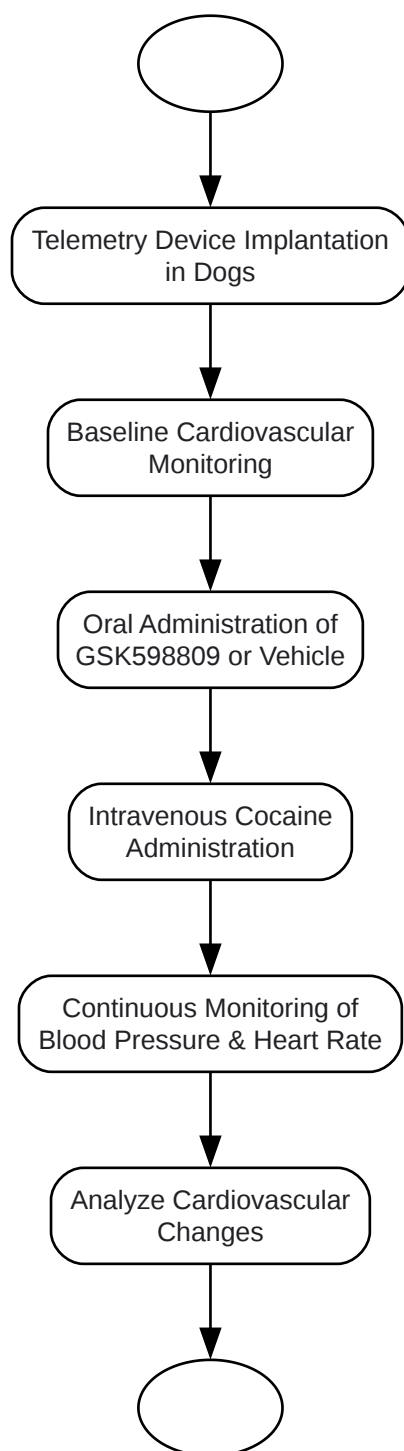 Telemetry Device Implantation
in Dogs
Baseline Cardiovascular
Monitoring
Oral Administration of
GSK598809 or Vehicle
Intravenous Cocaine
Administration
Continuous Monitoring of
Blood Pressure & Heart Rate
Analyze Cardiovascular
Changes